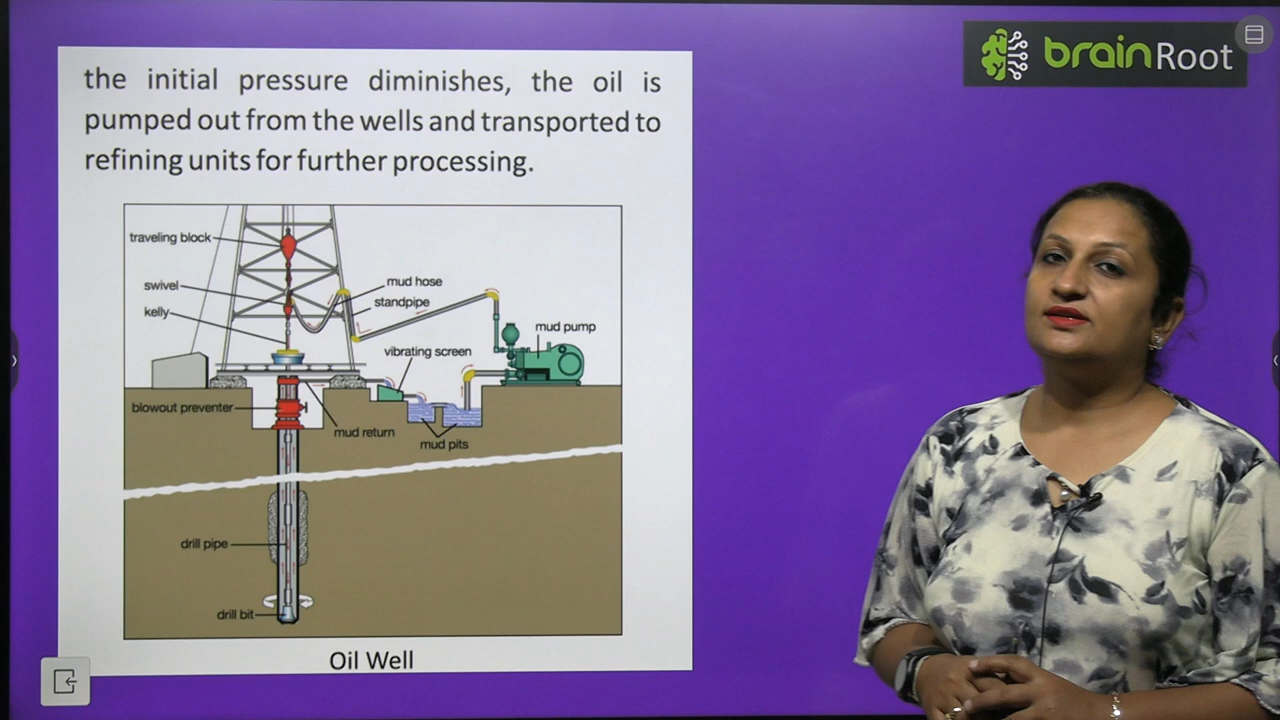 brainRoot
the initial pressure diminishes, the oil is
pumped out from the wells and transported to
refining units for further processing.
traveling block
swivel
kelly
mud hose
standpipe
mud pump
vibrating screen
blowout preventer
mud return
mud pits
drill pipe
drill bit
Oil Well